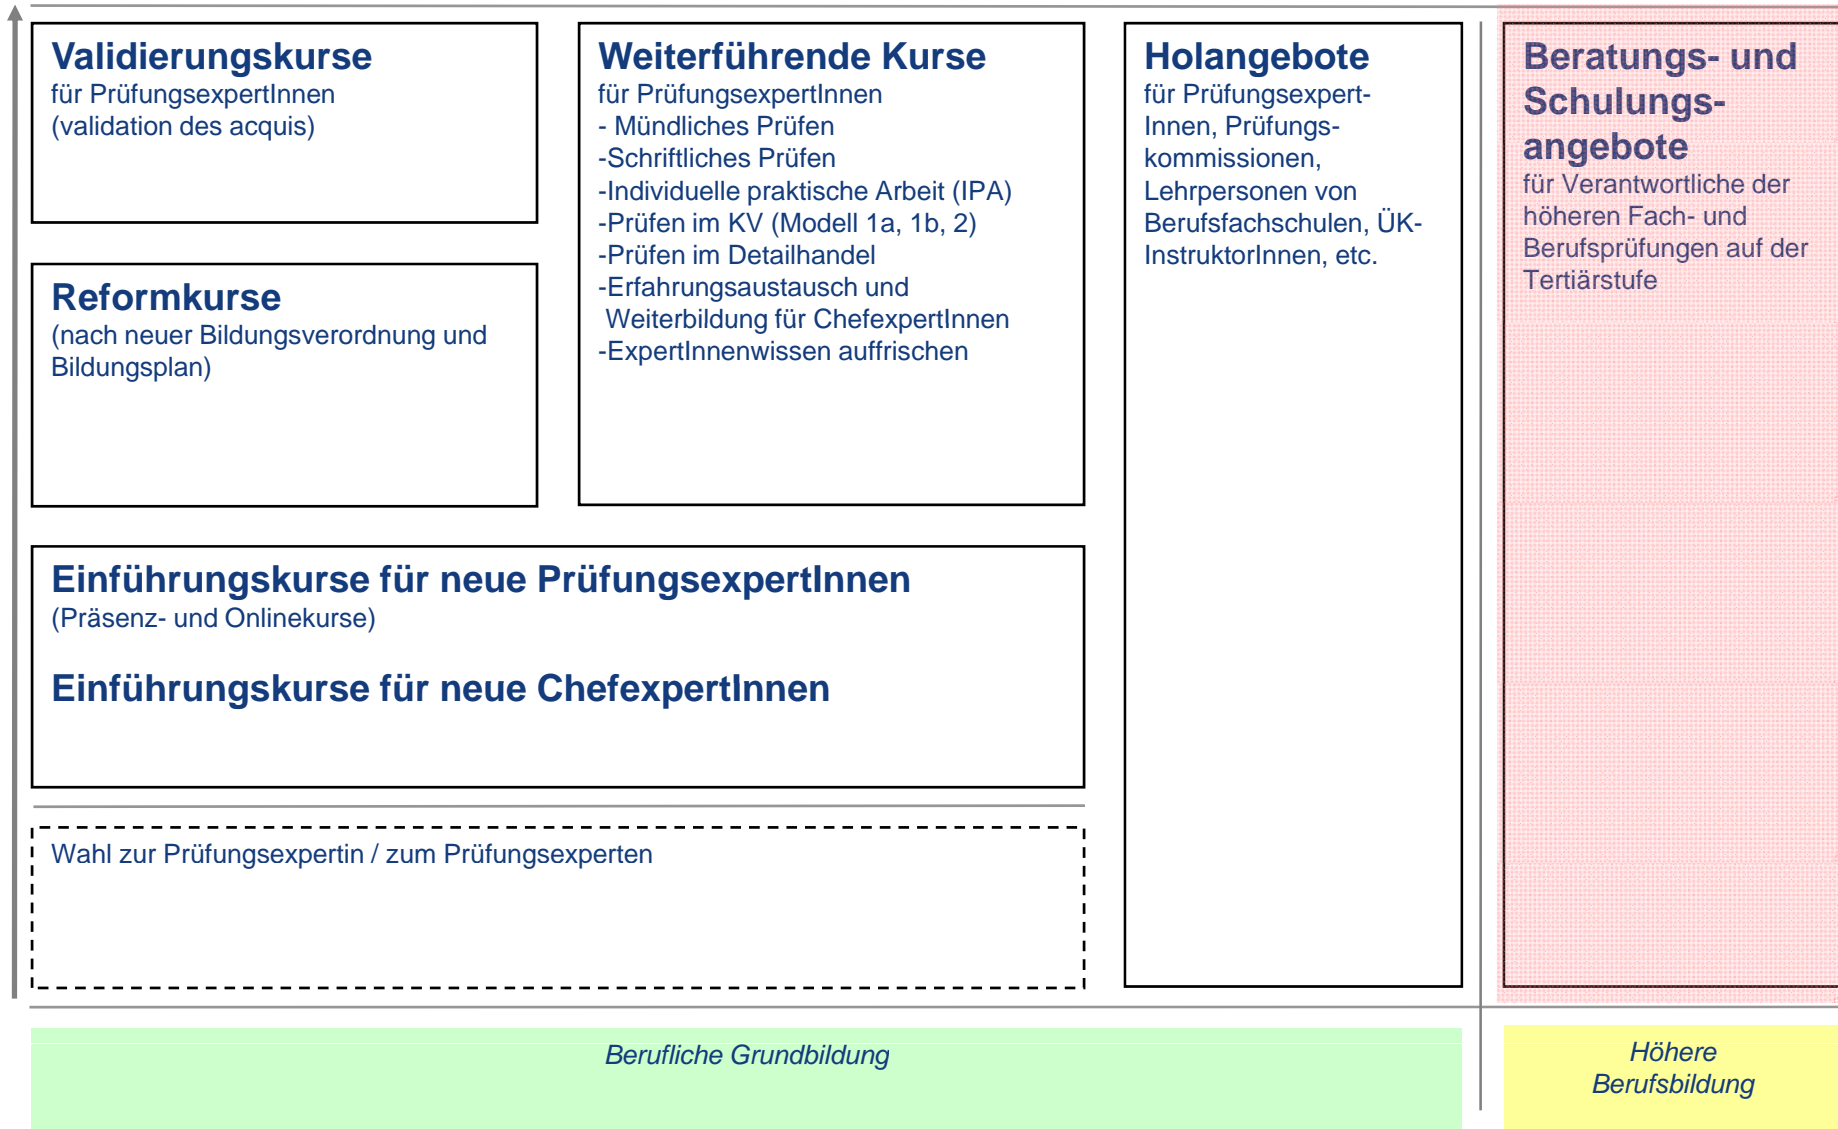 Validierungskurse
für PrüfungsexpertInnen
(validation des acquis)
Reformkurse
(nach neuer Bildungsverordnung und
Bildungsplan)
Weiterführende Kurse
für PrüfungsexpertInnen
- Mündliches Prüfen
-Schriftliches Prüfen
-Individuelle praktische Arbeit (IPA)
-Prüfen im KV (Modell 1a, 1b, 2)
-Prüfen im Detailhandel
-Erfahrungsaustausch und
Weiterbildung für ChefexpertInnen
-ExpertInnenwissen auffrischen
Einführungskurse für neue PrüfungsexpertInnen
(Präsenz- und Onlinekurse)
Einführungskurse für neue ChefexpertInnen
Wahl zur Prüfungsexpertin / zum Prüfungsexperten
Holangebote
für Prüfungsexpert-
Innen, Prüfungs-
kommissionen,
Lehrpersonen von
Berufsfachschulen, ÜK-
InstruktorInnen, etc.
Beratungs- und
Schulungs-
angebote
für Verantwortliche der
höheren Fach- und
Berufsprüfungen auf der
Tertiärstufe
Berufliche Grundbildung
Höhere
Berufsbildung